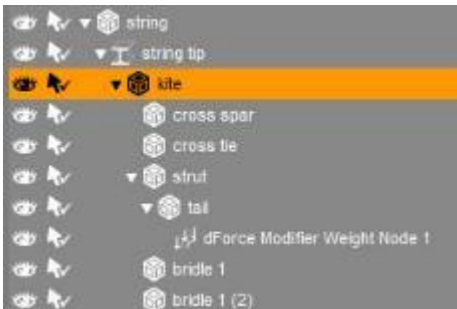 string
string tip
kite
cross spar
cross tie
strut
tail
dForce Modifier Weight Node 1
bridle 1
bridle 1 (2)